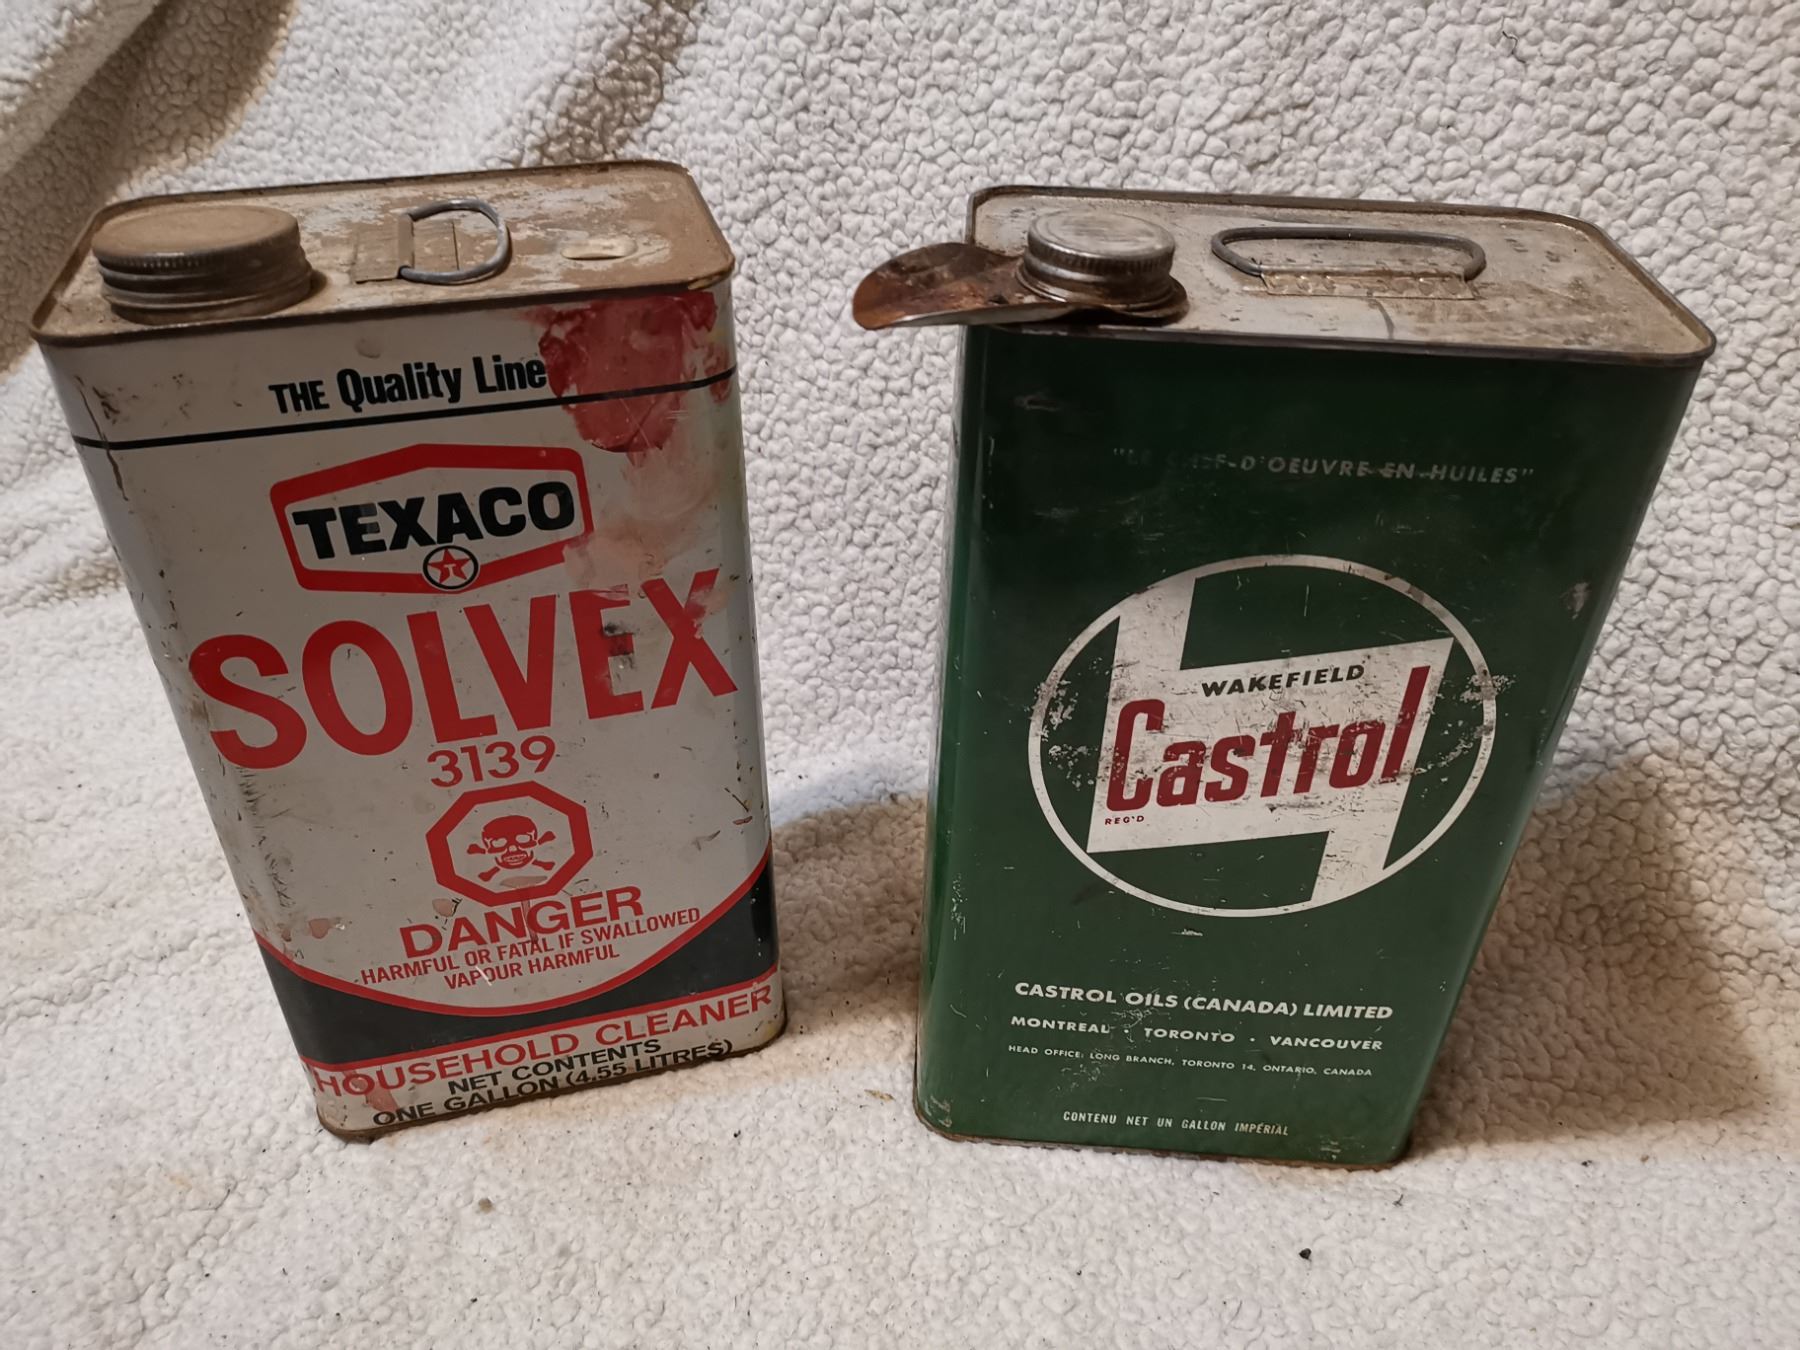 THE Quality Line
TEXACO
T
SOLVEX
3139
DANGER
HARMFUL OR FATAL IF SWALLOWED
VAPOUR HARMFUL
HOUSEHOLD CLEANER
NET CONTENTS
ONE GALLON (4.55 LITRES)
"LE CHEF-D'OEUVRE EN HUILES"
WAKEFIELD
Castrol
REG'D
CASTROL OILS (CANADA) LIMITED
MONTREAL · TORONTO · VANCOUVER
HEAD OFFICE: LONG BRANCH, TORONTO 14, ONTARIO, CANADA
CONTENU NET UN GALLON IMPÉRIAL